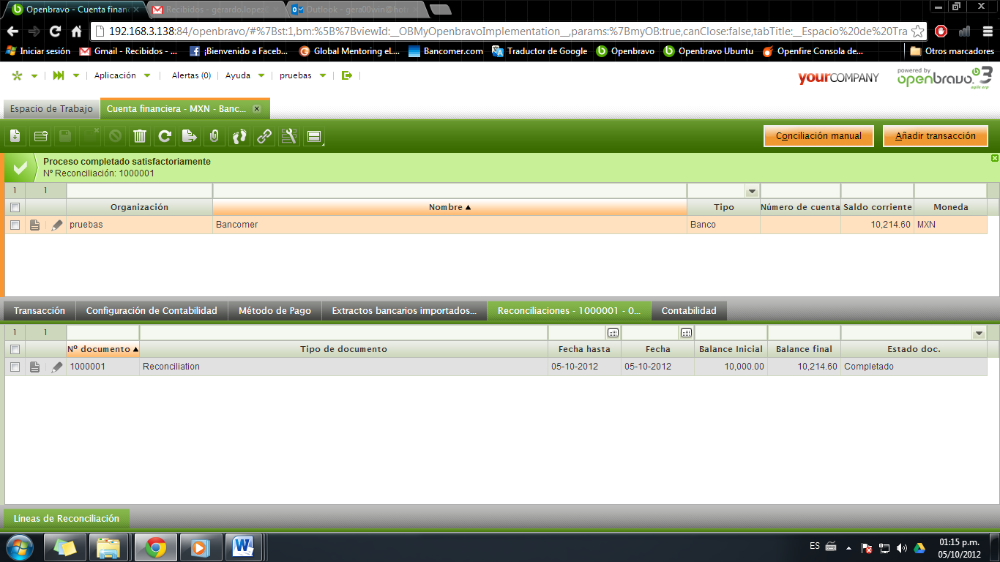 Openbravo - Cuenta finan
Recibidos - gerardo.lopez
Outlook - gera00win@hot
192.168.3.138:84/openbravo/#%7Bst:1,bm:%5B%7BviewId:__OBMyOpenbravoImplementation__,params:%7BmyOB:true,canClose:false,tabTitle:__Espacio%20de%20Tra
Iniciar sesión
Gmail - Recibidos - ...
¡Bienvenido a Faceb...
Global Mentoring eL...
Bancomer.com
Traductor de Google
Openbravo
Openbravo Ubuntu
Openfire Consola de...
Otros marcadores
Aplicación
Alertas (0)
Ayuda
pruebas
yourCOMPANY
powered by
openbravo 3
agile erp
Espacio de Trabajo
Cuenta financiera - MXN - Banc...
Conciliación manual
Añadir transacción
Proceso completado satisfactoriamente
Nº Reconciliación: 1000001
1 1
Organización Nombre Tipo Número de cuenta Saldo corriente Moneda
pruebas Bancomer Banco 10,214.60 MXN
Transacción
Configuración de Contabilidad
Método de Pago
Extractos bancarios importados...
Reconciliaciones - 1000001 - 0...
Contabilidad
1 1
Nº documento Tipo de documento Fecha hasta Fecha Balance Inicial Balance final Estado doc.
1000001 Reconciliation 05-10-2012 05-10-2012 10,000.00 10,214.60 Completado
Líneas de Reconciliación
ES
01:15 p.m.
05/10/2012